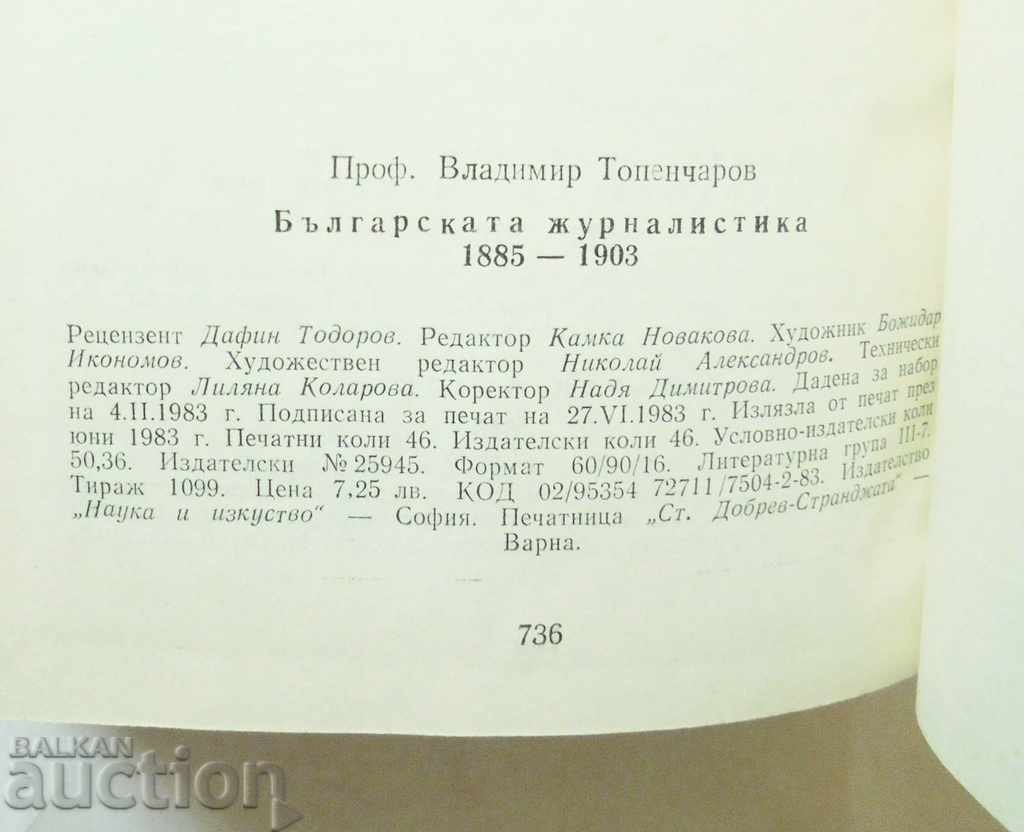 Проф. Владимир Топенчаров
Българската журналистика
1885 — 1903
Рецензент Дафин Тодоров. Редактор Камка Новакова. Художник Божидар
Икономов. Художествен редактор Николай Александров. Технически
редактор Лиляна Коларова. Коректор Надя Димитрова. Дадена за набор
на 4.II.1983 г. Подписана за печат на 27.VI.1983 г. Излязла от печат през
юни 1983 г. Печатни коли 46. Издателски коли 46. Условно-издателски коли
50,36. Издателски № 25945. Формат 60/90/16. Литературна група III-7.
Тираж 1099. Цена 7,25 лв. КОД 02/95354 72711/7504-2-83. Издателство
„Наука и изкуство“ — София. Печатница „Ст. Добрев-Странджата“ —
Варна.
736
BALKAN
auction